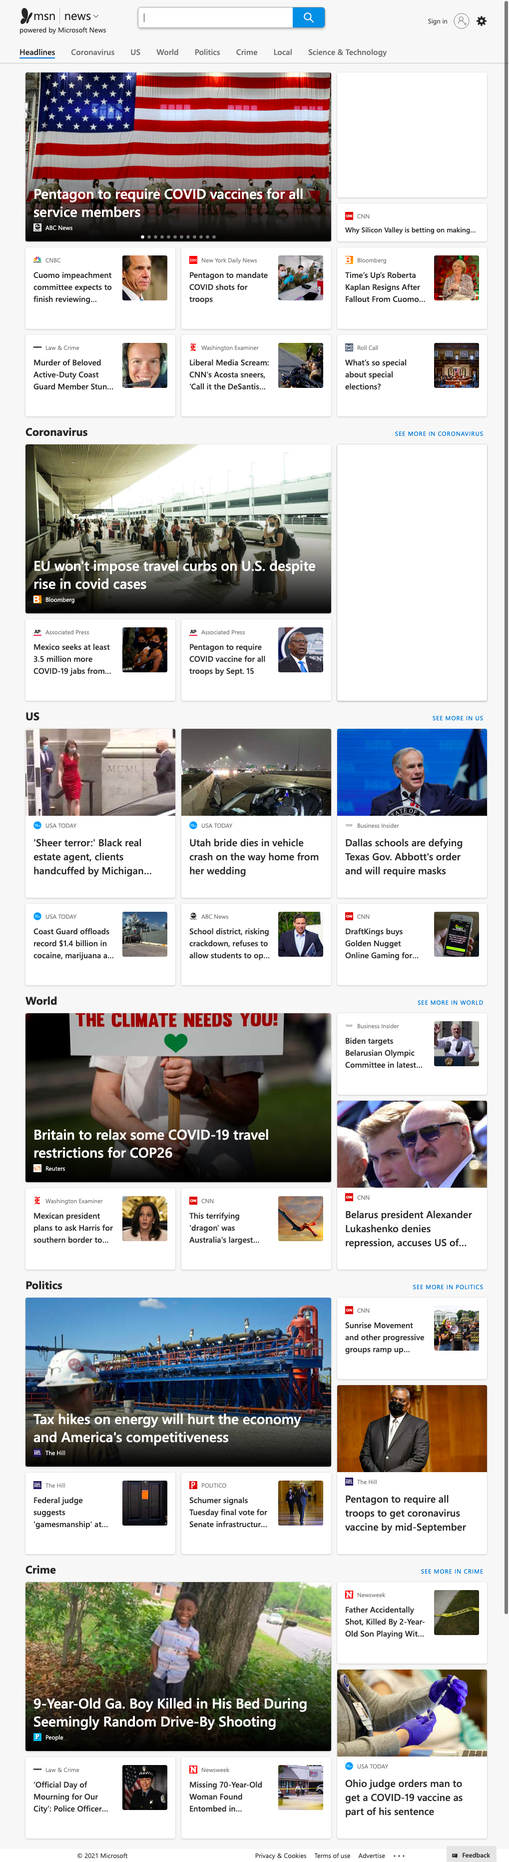 msn | news
powered by Microsoft News
Sign in
Headlines Coronavirus US World Politics Crime Local Science & Technology
Pentagon to require COVID vaccines for all
service members
ABC News
CNN
Why Silicon Valley is betting on making...
CNBC
Cuomo impeachment
committee expects to
finish reviewing...
New York Daily News
Pentagon to mandate
COVID shots for
troops
Bloomberg
Time's Up's Roberta
Kaplan Resigns After
Fallout From Cuomo...
Law & Crime
Murder of Beloved
Active-Duty Coast
Guard Member Stun...
Washington Examiner
Liberal Media Scream:
CNN's Acosta sneers,
'Call it the DeSantis...
Roll Call
What's so special
about special
elections?
Coronavirus
SEE MORE IN CORONAVIRUS
EU won't impose travel curbs on U.S. despite
rise in covid cases
Bloomberg
AP Associated Press
Mexico seeks at least
3.5 million more
COVID-19 jabs from...
AP Associated Press
Pentagon to require
COVID vaccine for all
troops by Sept. 15
US
SEE MORE IN US
MCML
USA TODAY
'Sheer terror:' Black real
estate agent, clients
handcuffed by Michigan...
USA TODAY
Utah bride dies in vehicle
crash on the way home from
her wedding
Business Insider
Dallas schools are defying
Texas Gov. Abbott's order
and will require masks
USA TODAY
Coast Guard offloads
record $1.4 billion in
cocaine, marijuana a...
ABC News
School district, risking
crackdown, refuses to
allow students to op...
CNN
DraftKings buys
Golden Nugget
Online Gaming for...
World
SEE MORE IN WORLD
THE CLIMATE NEEDS YOU!
Britain to relax some COVID-19 travel
restrictions for COP26
Reuters
Business Insider
Biden targets
Belarusian Olympic
Committee in latest...
CNN
Belarus president Alexander
Lukashenko denies
repression, accuses US of...
Washington Examiner
Mexican president
plans to ask Harris for
southern border to...
CNN
This terrifying
'dragon' was
Australia's largest...
Politics
SEE MORE IN POLITICS
Tax hikes on energy will hurt the economy
and America's competitiveness
The Hill
CNN
Sunrise Movement
and other progressive
groups ramp up...
The Hill
Pentagon to require all
troops to get coronavirus
vaccine by mid-September
The Hill
Federal judge
suggests
'gamesmanship' at...
POLITICO
Schumer signals
Tuesday final vote for
Senate infrastructur...
Crime
SEE MORE IN CRIME
9-Year-Old Ga. Boy Killed in His Bed During
Seemingly Random Drive-By Shooting
People
Newsweek
Father Accidentally
Shot, Killed By 2-Year-
Old Son Playing Wit...
USA TODAY
Ohio judge orders man to
get a COVID-19 vaccine as
part of his sentence
Law & Crime
'Official Day of
Mourning for Our
City': Police Officer...
Newsweek
Missing 70-Year-Old
Woman Found
Entombed in...
© 2021 Microsoft
Privacy & Cookies Terms of use Advertise ...
Feedback